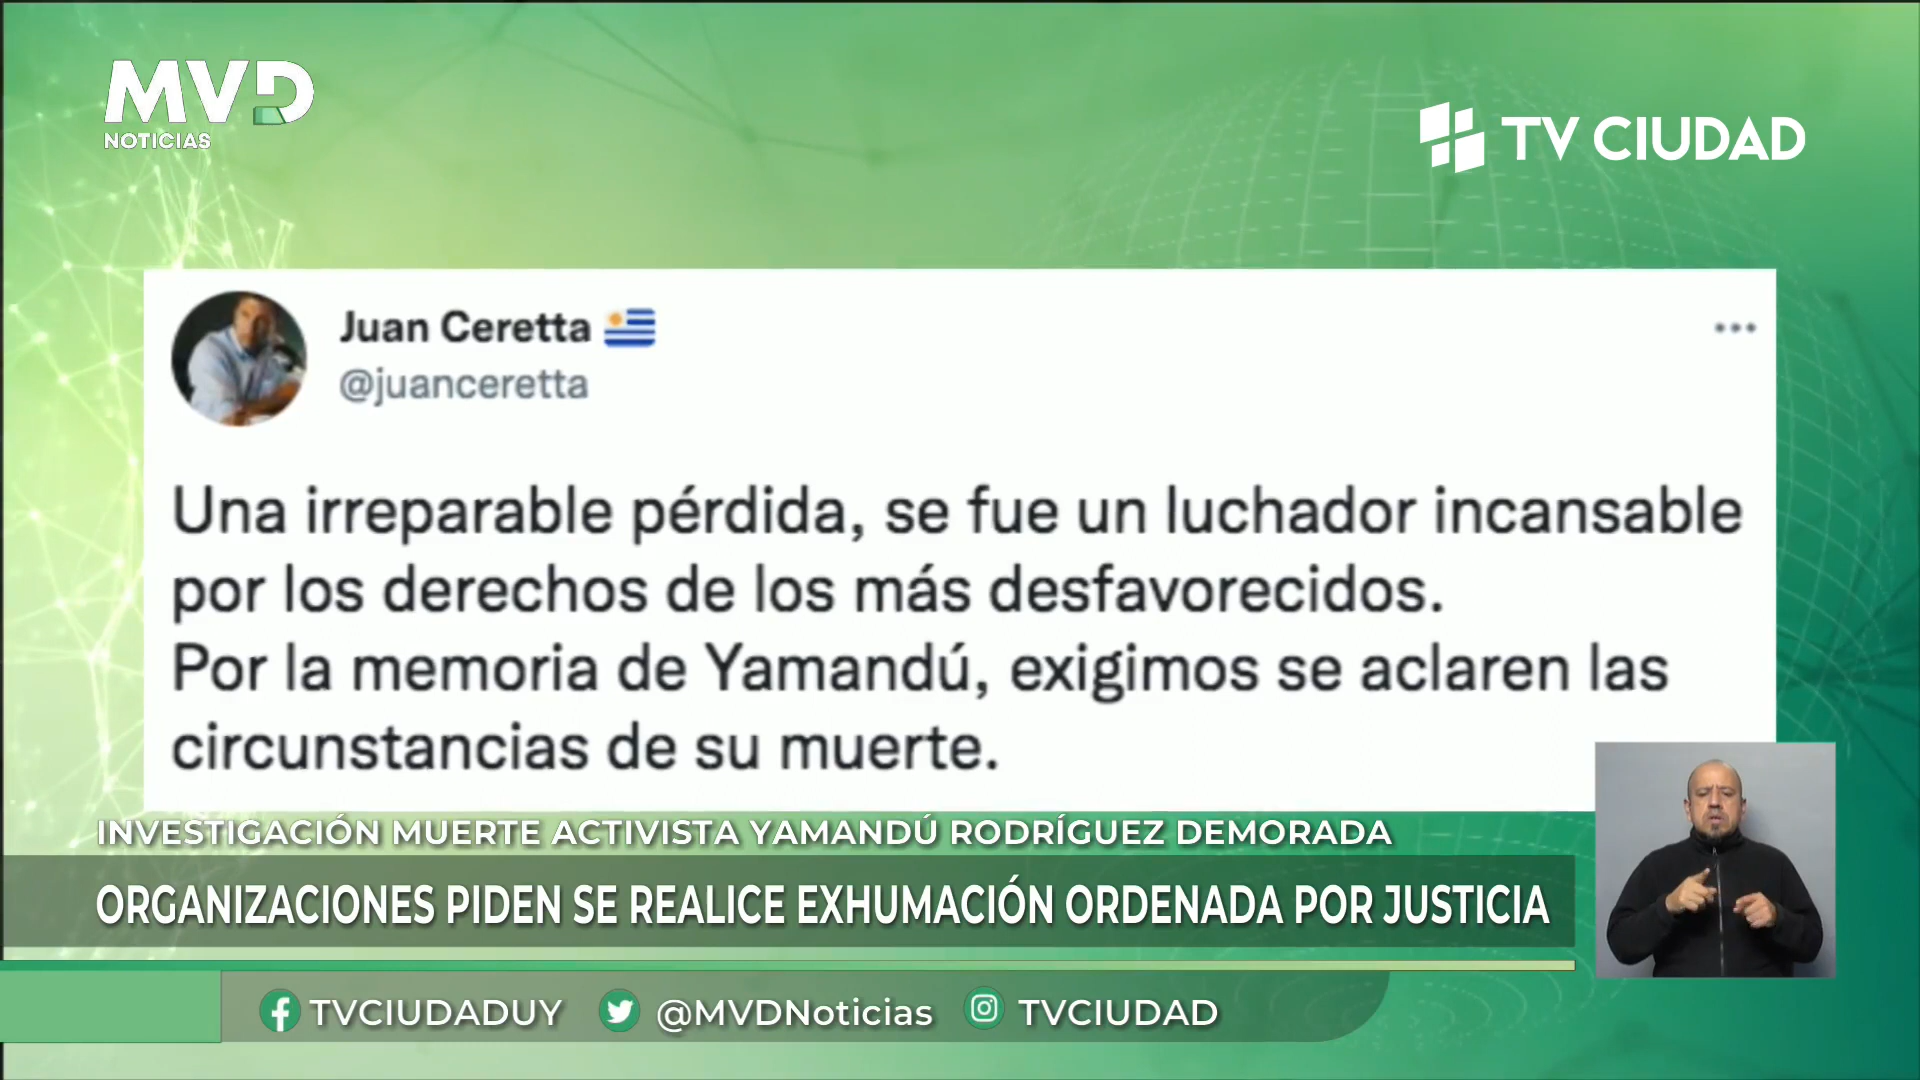 MVD
NOTICIAS
TV CIUDAD
Juan Ceretta
@juanceretta
Una irreparable pérdida, se fue un luchador incansable
por los derechos de los más desfavorecidos.
Por la memoria de Yamandú, exigimos se aclaren las
circunstancias de su muerte.
INVESTIGACIÓN MUERTE ACTIVISTA YAMANDÚ RODRÍGUEZ DEMORADA
ORGANIZACIONES PIDEN SE REALICE EXHUMACIÓN ORDENADA POR JUSTICIA
TVCIUDADUY @MVDNoticias TVCIUDAD